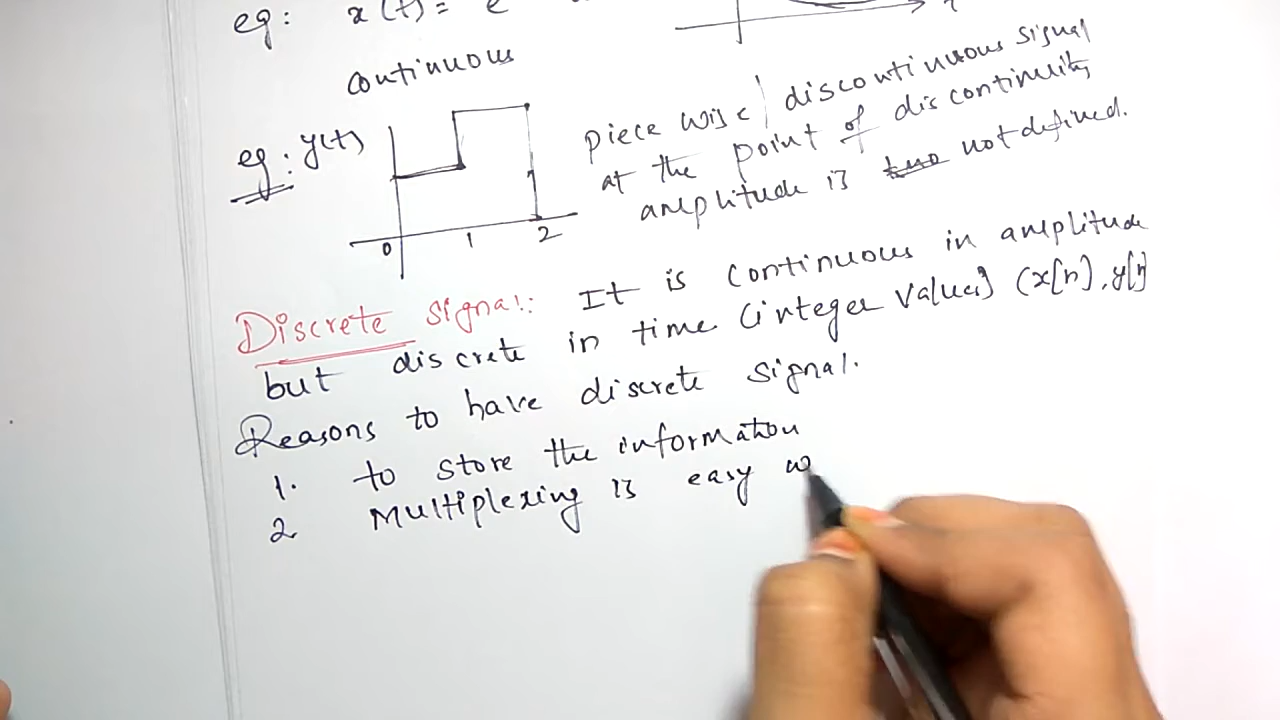 eg: x(t) = e
continuous
eg: y(t)
0 1 2
piece wise/discontinuous signal
at the point of discontinuity
amplitude is not defined.
Discrete signal: It is continuous in amplitude
but discrete in time (integer values) (x[n], y[n]
Reasons to have discrete signal.
1. to store the information
2 Multiplexing is easy w